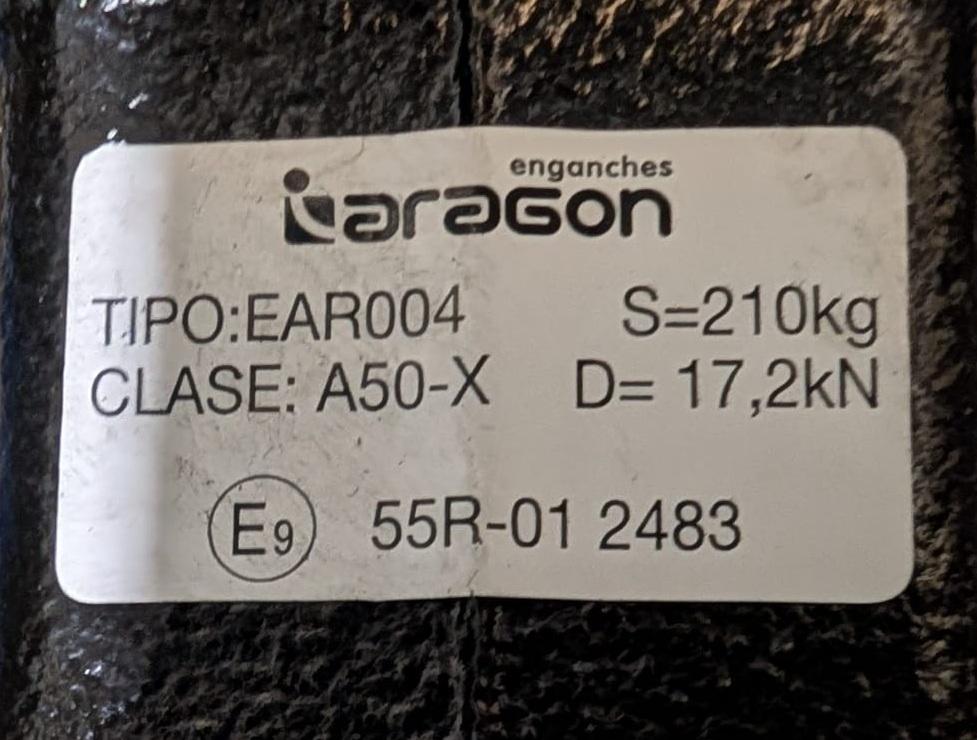 enganches
aragon
TIPO:EAR004 S=210kg
CLASE: A50-X D= 17,2kN
E9 55R-01 2483